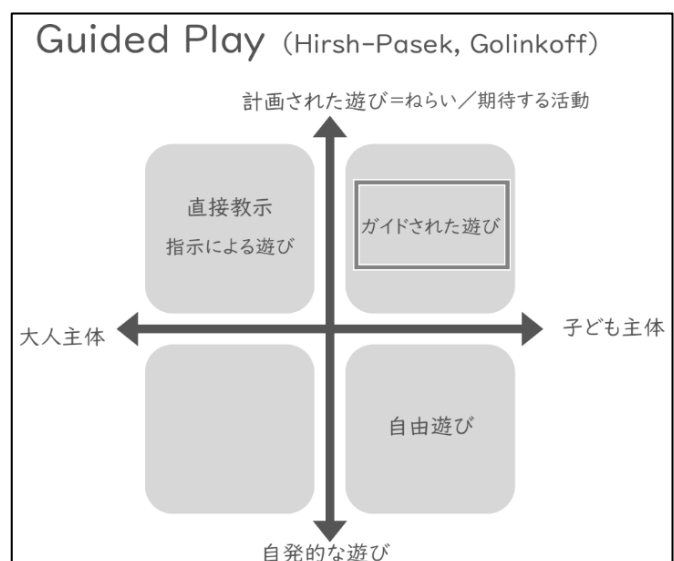 Guided Play (Hirsh-Pasek, Golinkoff)
計画された遊び=ねらい/期待する活動
直接教示
指示による遊び
ガイドされた遊び
大人主体
子ども主体
自由遊び
自発的な遊び